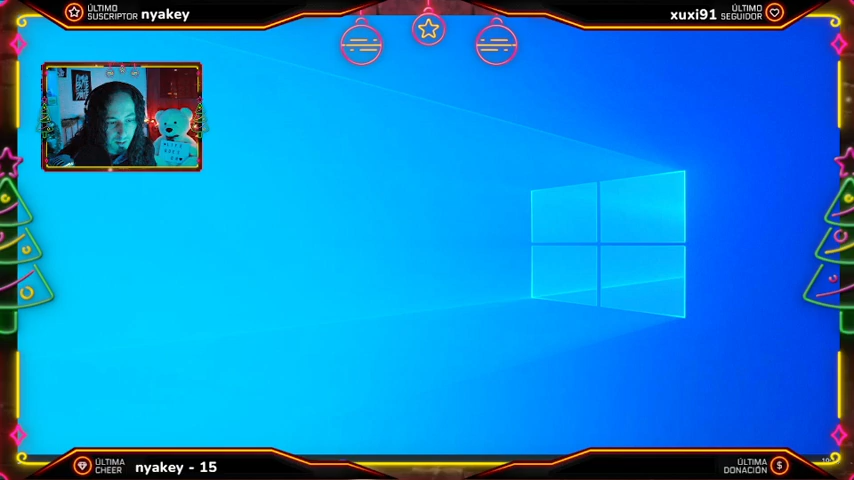 ÚLTIMO
SUSCRIPTOR nyakey
xuxi91 ÚLTIMO
SEGUIDOR
ÚLTIMA
CHEER nyakey - 15
ÚLTIMA
DONACIÓN $